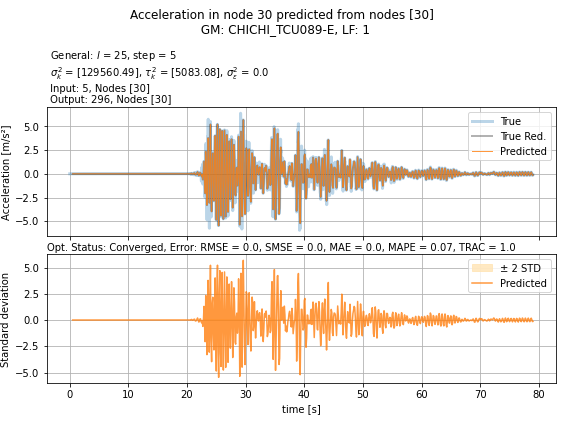 Acceleration in node 30 predicted from nodes [30]
GM: CHICHI_TCU089-E, LF: 1
General: l = 25, step = 5
σ²ₖ = [129560.49], τ²ₖ = [5083.08], σ²ε = 0.0
Input: 5, Nodes [30]
Output: 296, Nodes [30]
Acceleration [m/s²]
5.0
2.5
0.0
−2.5
−5.0
True
True Red.
Predicted
Opt. Status: Converged, Error: RMSE = 0.0, SMSE = 0.0, MAE = 0.0, MAPE = 0.07, TRAC = 1.0
Standard deviation
5.0
2.5
0.0
−2.5
−5.0
± 2 STD
Predicted
0 10 20 30 40 50 60 70 80
time [s]